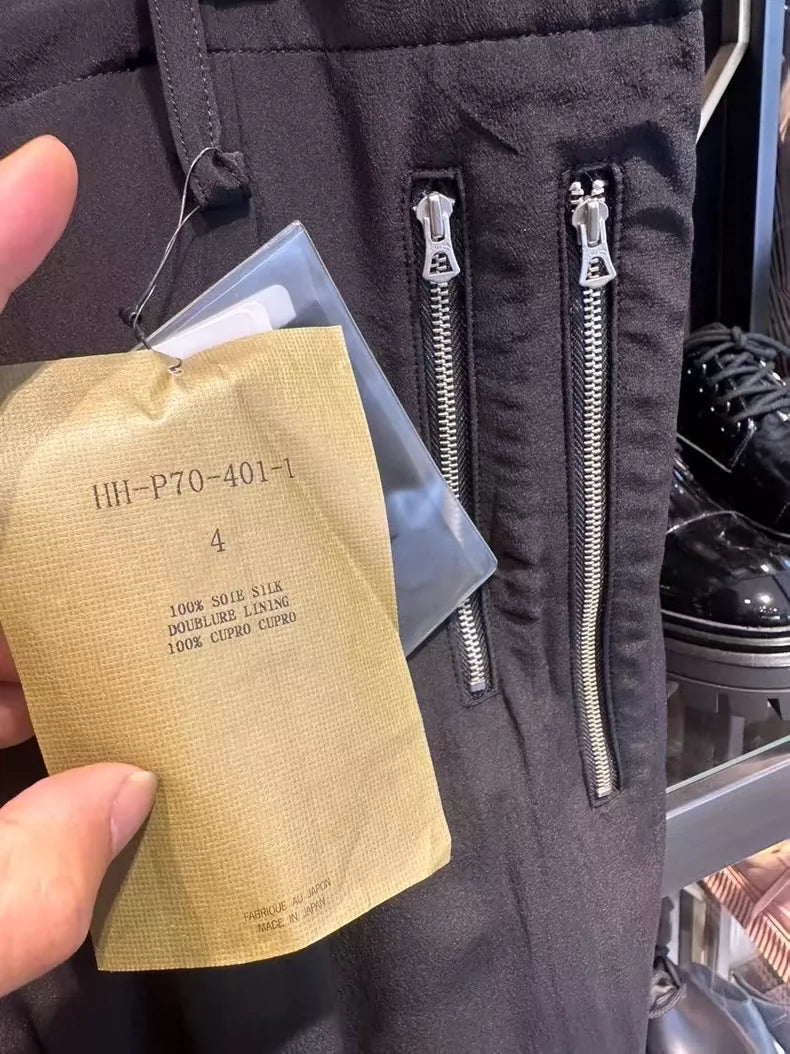 HH-P70-401-1
4
100% SOIE SILK
DOUBLURE LINING
100% CUPRO CUPRO
FABRIQUE AU JAPON
MADE IN JAPAN